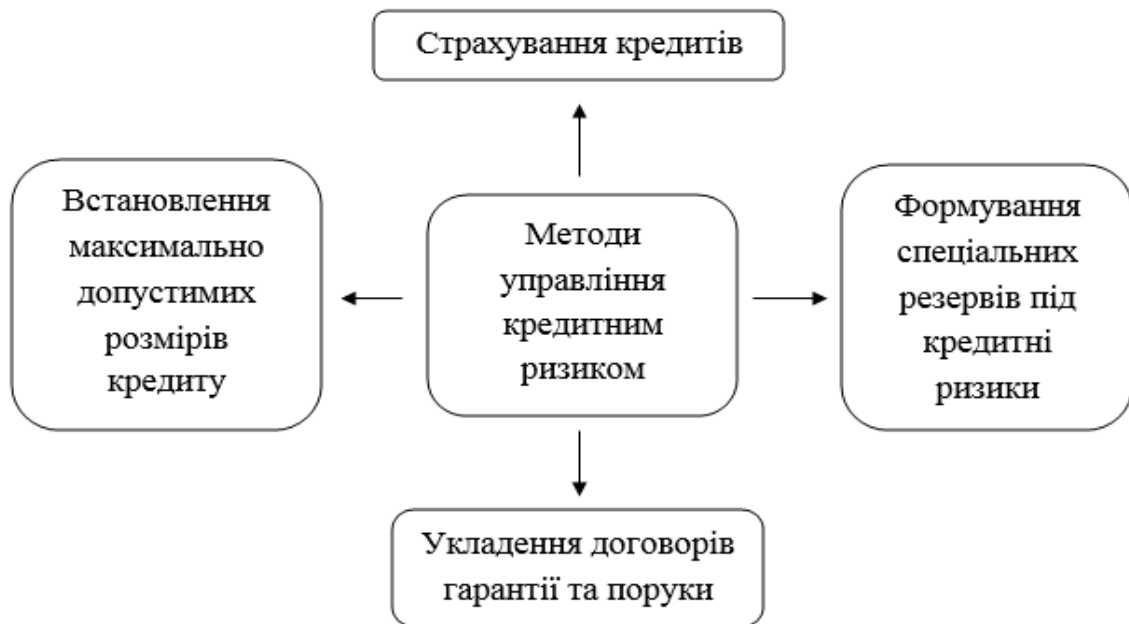 Страхування кредитів
Встановлення
максимально
допустимих
розмірів
кредиту
Методи
управління
кредитним
ризиком
Формування
спеціальних
резервів під
кредитні
ризики
Укладення договорів
гарантії та поруки